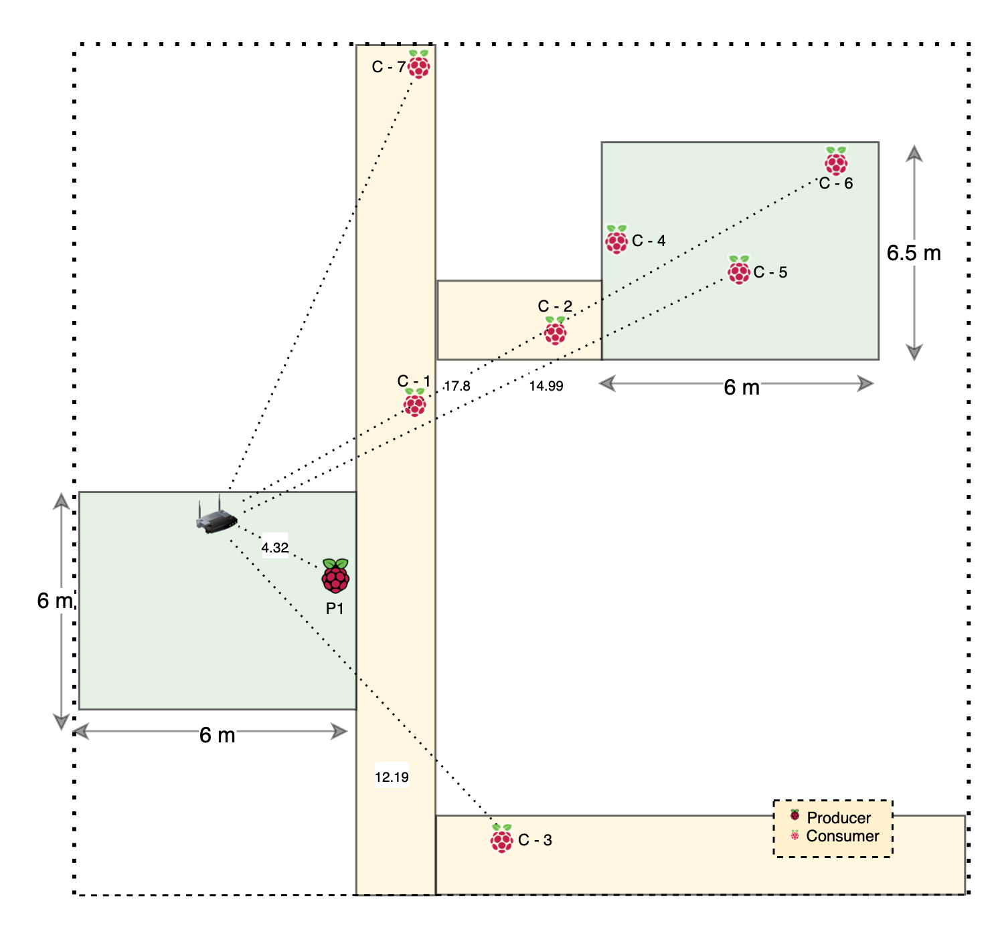 C - 7
C - 6
C - 4
6.5 m
C - 5
C - 2
C - 1
17.8
14.99
6 m
4.32
6 m
P1
6 m
12.19
Producer
Consumer
C - 3